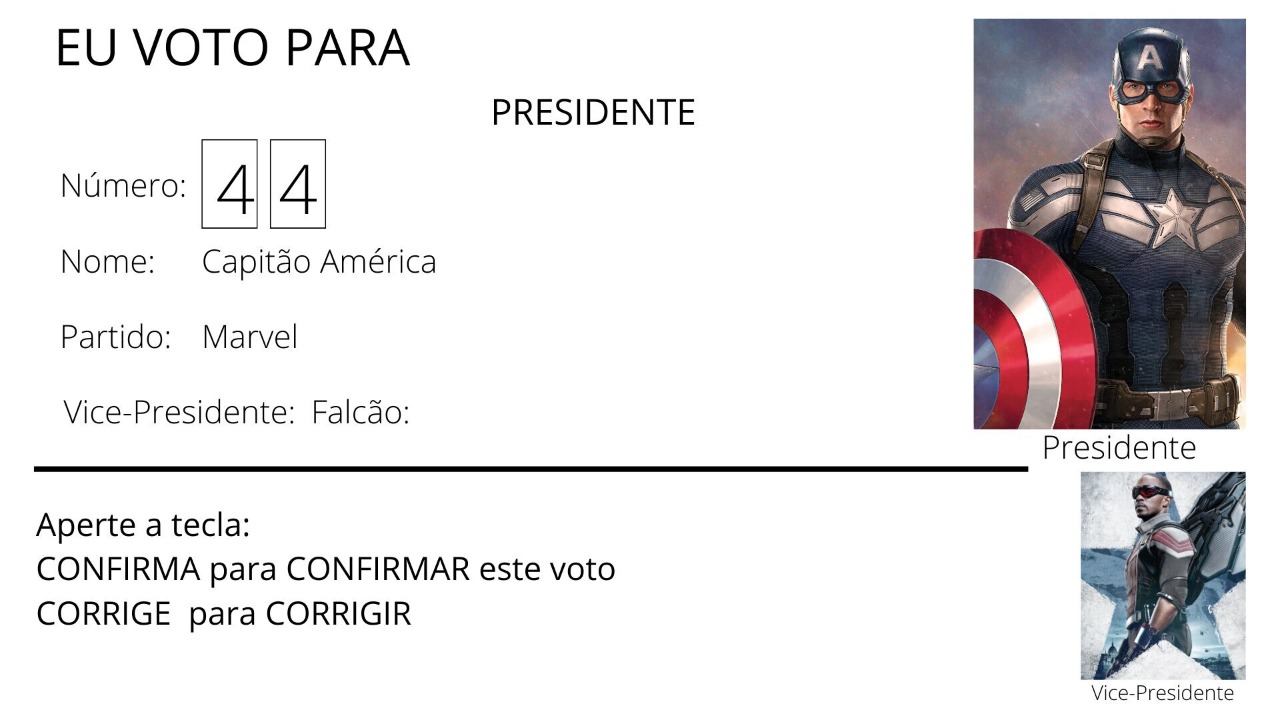 EU VOTO PARA
PRESIDENTE
Número: 4 4
Nome: Capitão América
Partido: Marvel
Vice-Presidente: Falcão:
A
Presidente
Aperte a tecla:
CONFIRMA para CONFIRMAR este voto
CORRIGE para CORRIGIR
Vice-Presidente